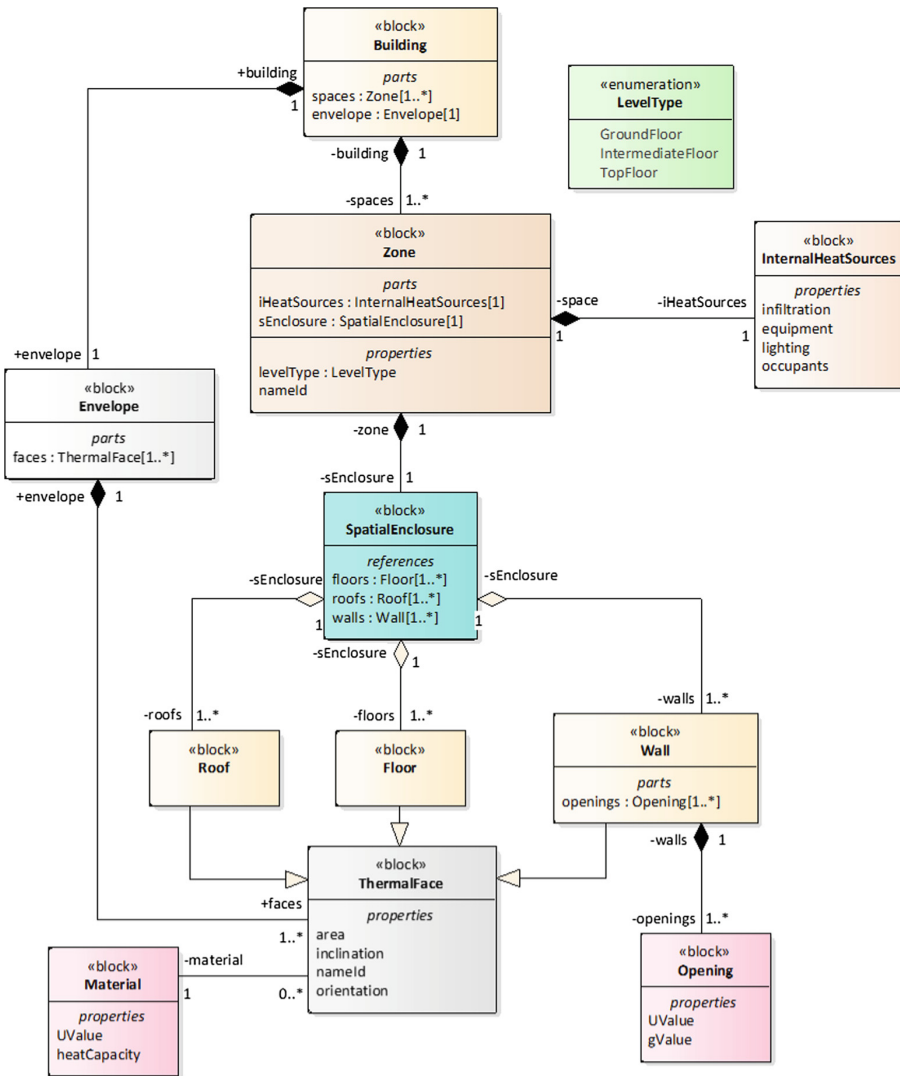 «block»
Building
parts
spaces : Zone[1..*]
envelope : Envelope[1]
+building
1
«enumeration»
LevelType
GroundFloor
IntermediateFloor
TopFloor
-building 1
-spaces 1..*
«block»
Zone
parts
iHeatSources : InternalHeatSources[1]
sEnclosure : SpatialEnclosure[1]
properties
levelType : LevelType
nameId
-space
1
-iHeatSources
1
«block»
InternalHeatSources
properties
infiltration
equipment
lighting
occupants
+envelope 1
«block»
Envelope
parts
faces : ThermalFace[1..*]
+envelope 1
-zone 1
-sEnclosure 1
«block»
SpatialEnclosure
references
floors : Floor[1..*]
roofs : Roof[1..*]
walls : Wall[1..*]
-sEnclosure
1
-sEnclosure
1
-sEnclosure 1
-roofs 1..*
-floors 1..*
-walls 1..*
«block»
Roof
«block»
Floor
«block»
Wall
parts
openings : Opening[1..*]
-walls 1
-openings 1..*
«block»
ThermalFace
properties
area
inclination
nameId
orientation
+faces
1..*
-material
1
0..*
«block»
Material
properties
UValue
heatCapacity
«block»
Opening
properties
UValue
gValue